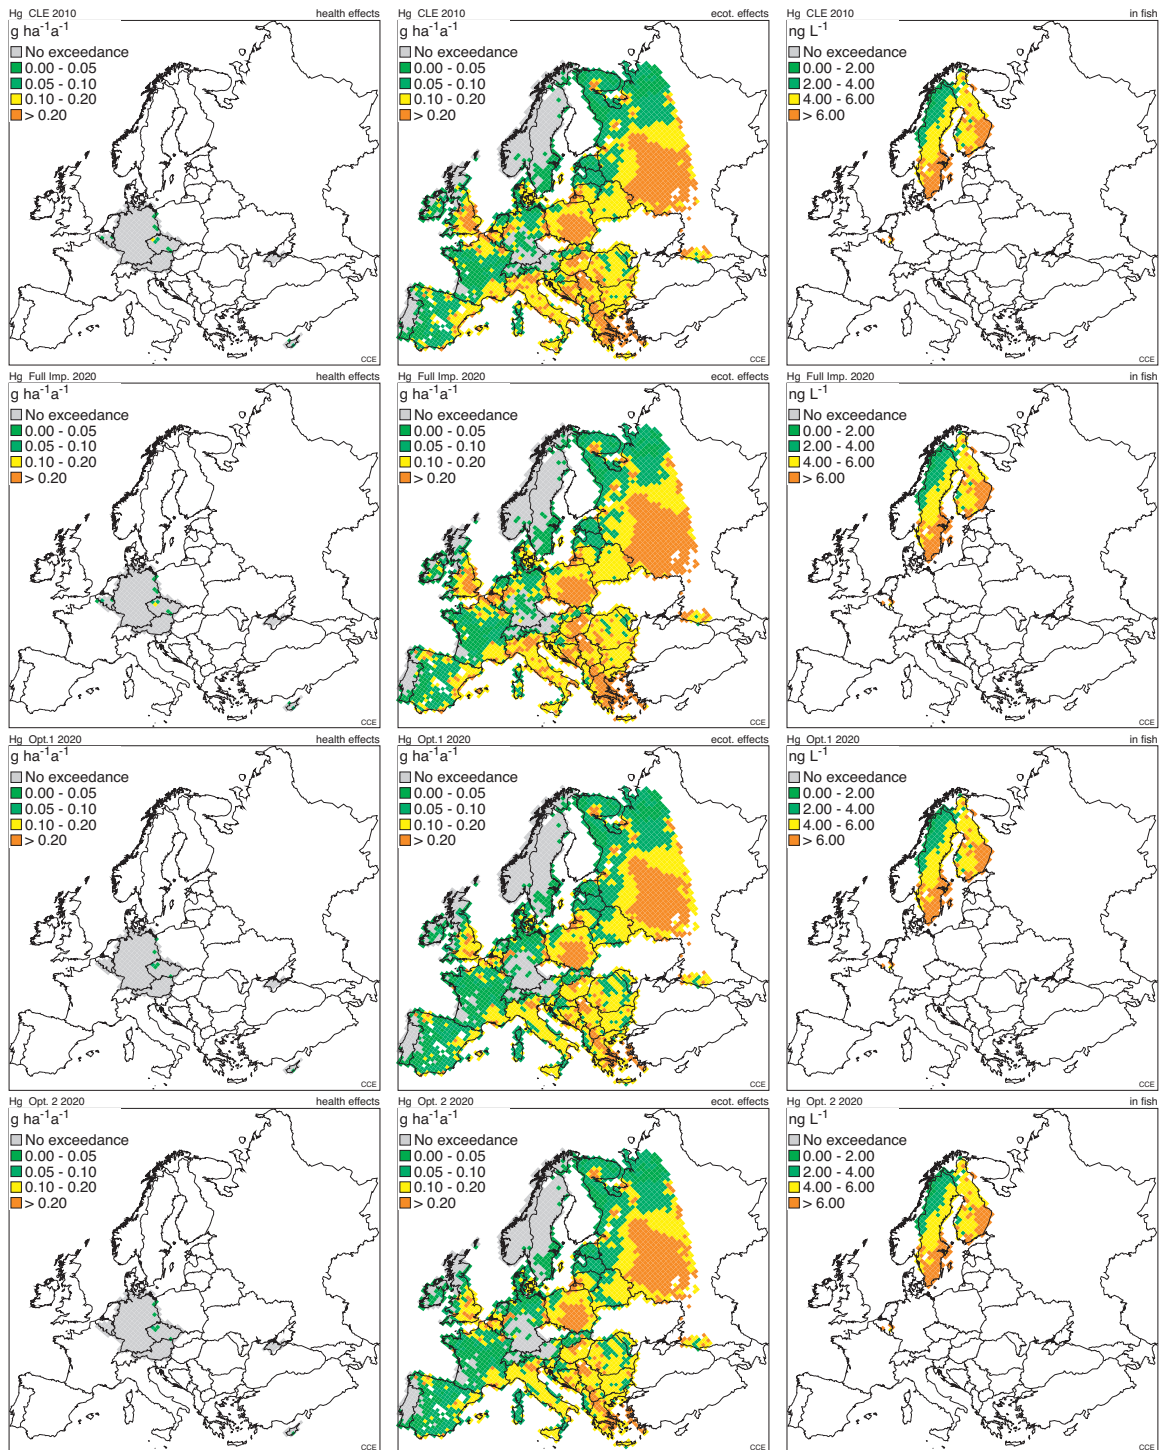 Hg CLE 2010 health effects
g ha⁻¹a⁻¹
No exceedance
0.00 - 0.05
0.05 - 0.10
0.10 - 0.20
> 0.20
CCE
Hg CLE 2010 ecot. effects
g ha⁻¹a⁻¹
No exceedance
0.00 - 0.05
0.05 - 0.10
0.10 - 0.20
> 0.20
CCE
Hg CLE 2010 in fish
ng L⁻¹
No exceedance
0.00 - 2.00
2.00 - 4.00
4.00 - 6.00
> 6.00
CCE
Hg Full Imp. 2020 health effects
g ha⁻¹a⁻¹
No exceedance
0.00 - 0.05
0.05 - 0.10
0.10 - 0.20
> 0.20
CCE
Hg Full Imp. 2020 ecot. effects
g ha⁻¹a⁻¹
No exceedance
0.00 - 0.05
0.05 - 0.10
0.10 - 0.20
> 0.20
CCE
Hg Full Imp. 2020 in fish
ng L⁻¹
No exceedance
0.00 - 2.00
2.00 - 4.00
4.00 - 6.00
> 6.00
CCE
Hg Opt.1 2020 health effects
g ha⁻¹a⁻¹
No exceedance
0.00 - 0.05
0.05 - 0.10
0.10 - 0.20
> 0.20
CCE
Hg Opt.1 2020 ecot. effects
g ha⁻¹a⁻¹
No exceedance
0.00 - 0.05
0.05 - 0.10
0.10 - 0.20
> 0.20
CCE
Hg Opt.1 2020 in fish
ng L⁻¹
No exceedance
0.00 - 2.00
2.00 - 4.00
4.00 - 6.00
> 6.00
CCE
Hg Opt. 2 2020 health effects
g ha⁻¹a⁻¹
No exceedance
0.00 - 0.05
0.05 - 0.10
0.10 - 0.20
> 0.20
CCE
Hg Opt. 2 2020 ecot. effects
g ha⁻¹a⁻¹
No exceedance
0.00 - 0.05
0.05 - 0.10
0.10 - 0.20
> 0.20
CCE
Hg Opt. 2 2020 in fish
ng L⁻¹
No exceedance
0.00 - 2.00
2.00 - 4.00
4.00 - 6.00
> 6.00
CCE